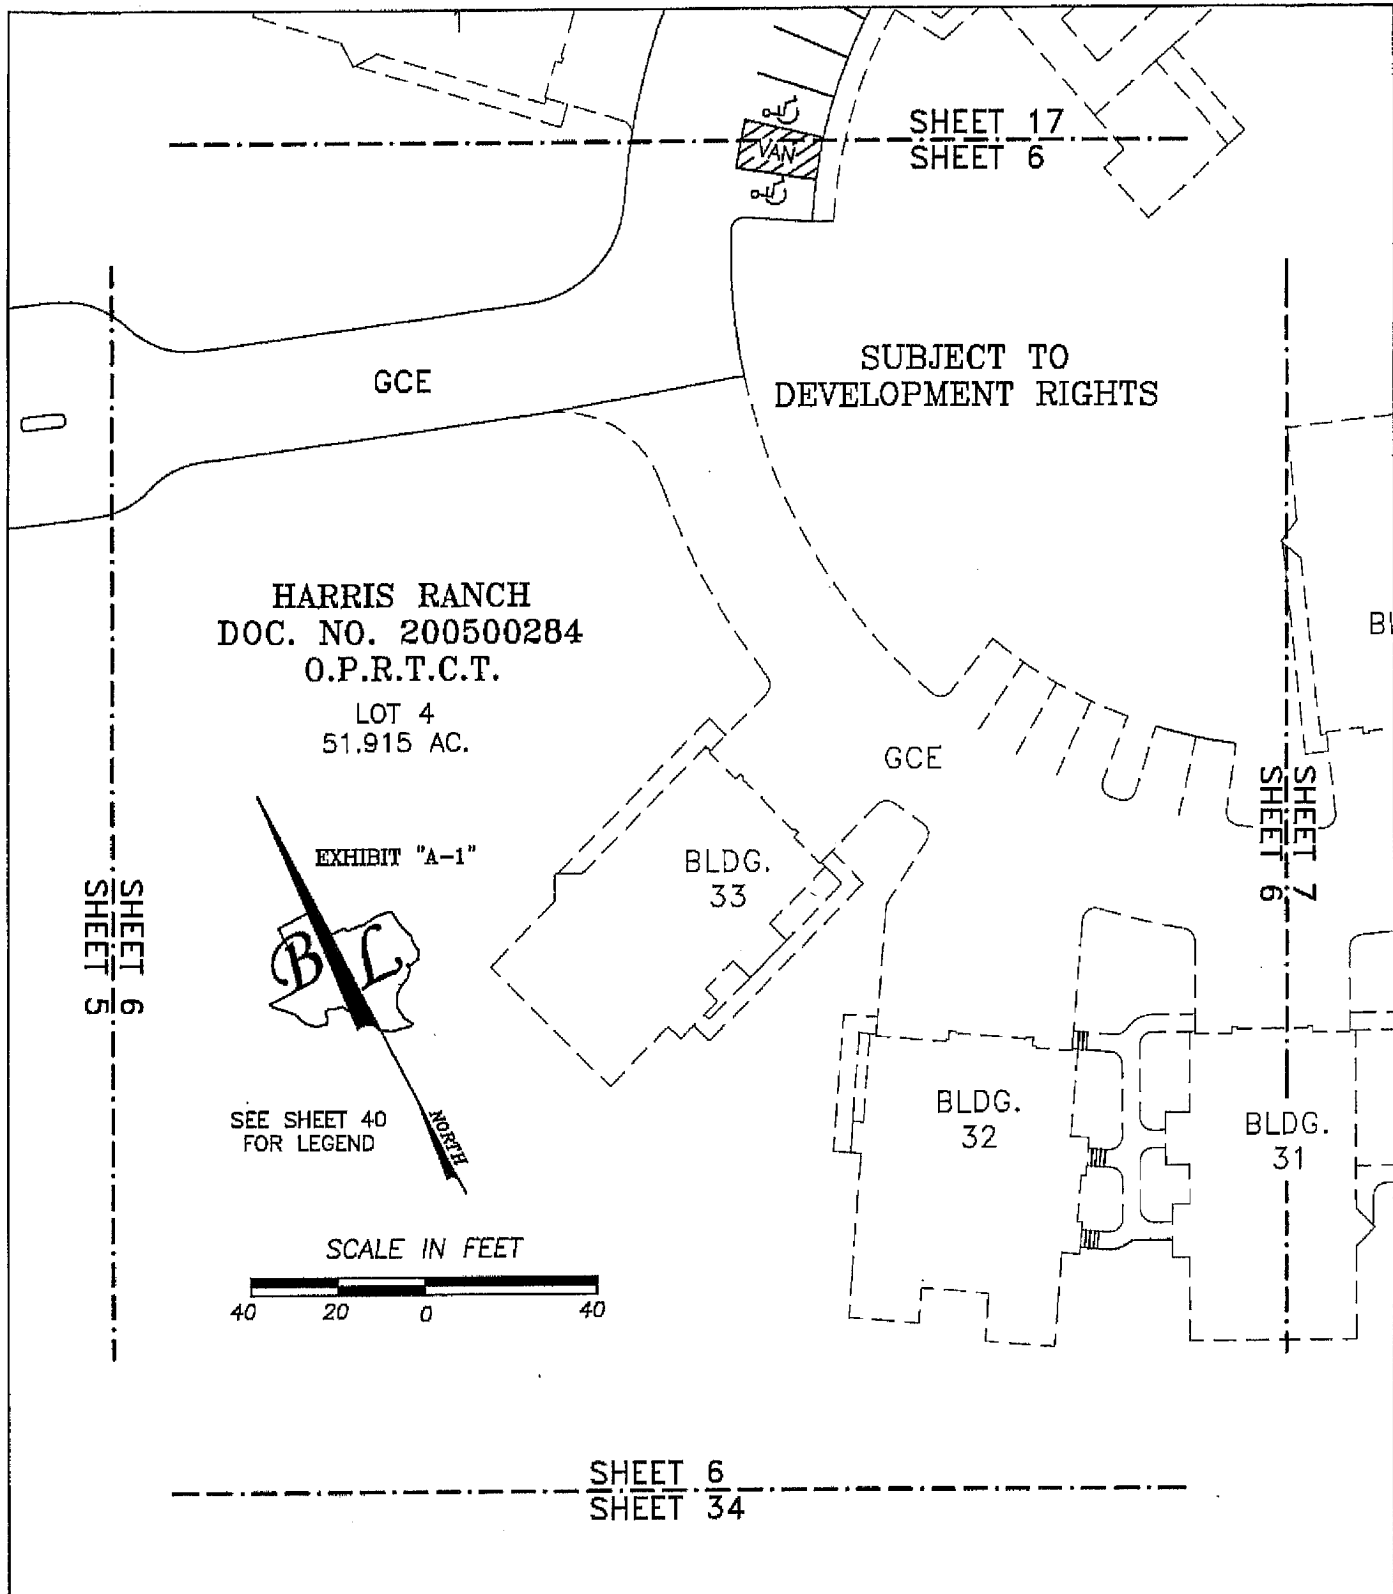 SHEET 17
SHEET 6
VAN
GCE
SUBJECT TO
DEVELOPMENT RIGHTS
HARRIS RANCH
DOC. NO. 200500284
O.P.R.T.C.T.
LOT 4
51.915 AC.
GCE
SHEET 7
SHEET 6
EXHIBIT "A-1"
BLDG.
33
SHEET 6
SHEET 5
B L
SEE SHEET 40
FOR LEGEND
NORTH
BLDG.
32
BLDG.
31
SCALE IN FEET
40 20 0 40
SHEET 6
SHEET 34